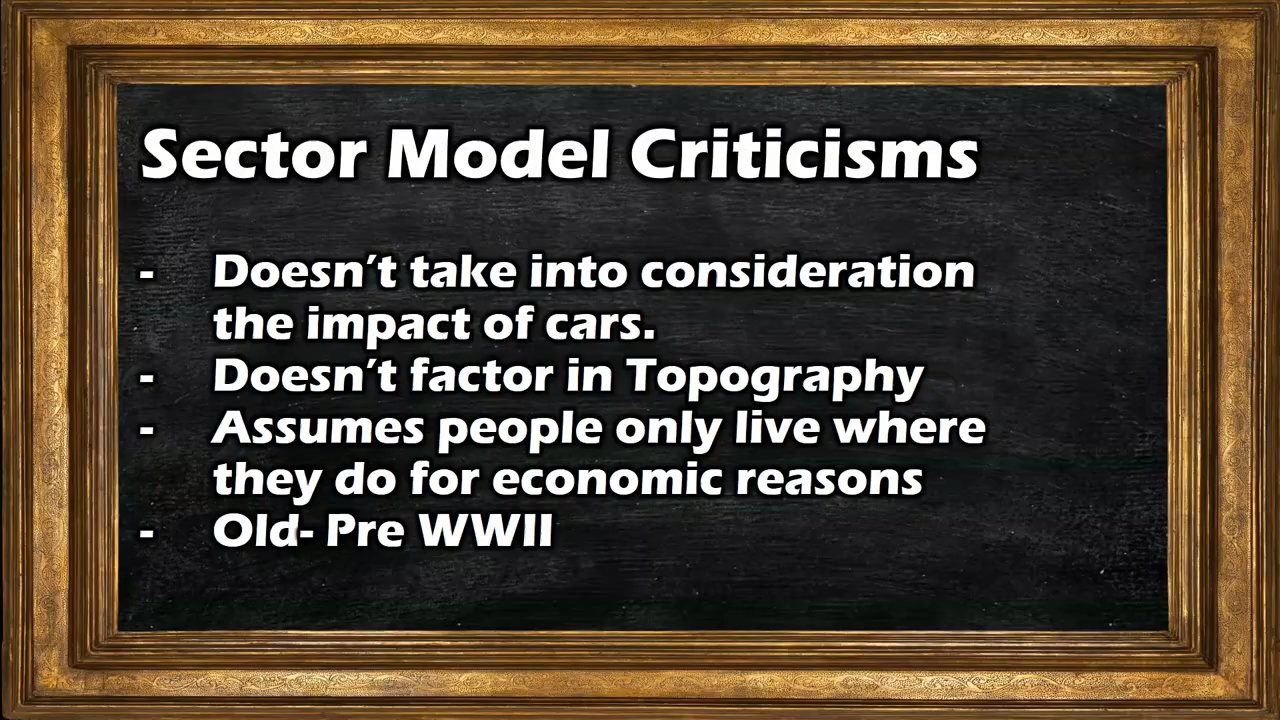 Sector Model Criticisms
- Doesn't take into consideration
the impact of cars.
- Doesn't factor in Topography
- Assumes people only live where
they do for economic reasons
- Old- Pre WWII